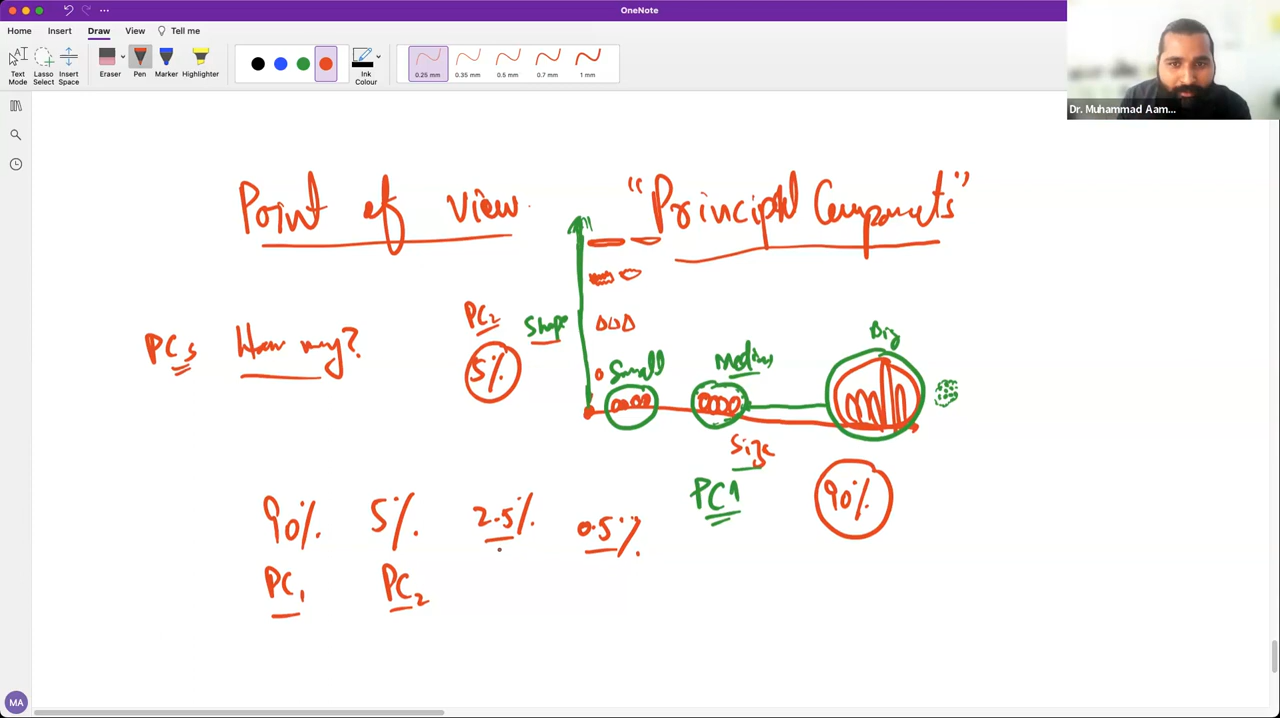 OneNote
Home Insert Draw View Tell me
Text Mode
Lasso Select
Insert Space
Eraser
Pen
Marker
Highlighter
Ink Colour
0.25 mm
0.35 mm
0.5 mm
0.7 mm
1 mm
Dr. Muhammad Aam...
Point of view "Principal Components"
PCs How many?
PC2
5%
Shape
Small
Medium
Big
Size
PC1
90%
90% 5% 2.5% 0.5%
PC1 PC2
MA